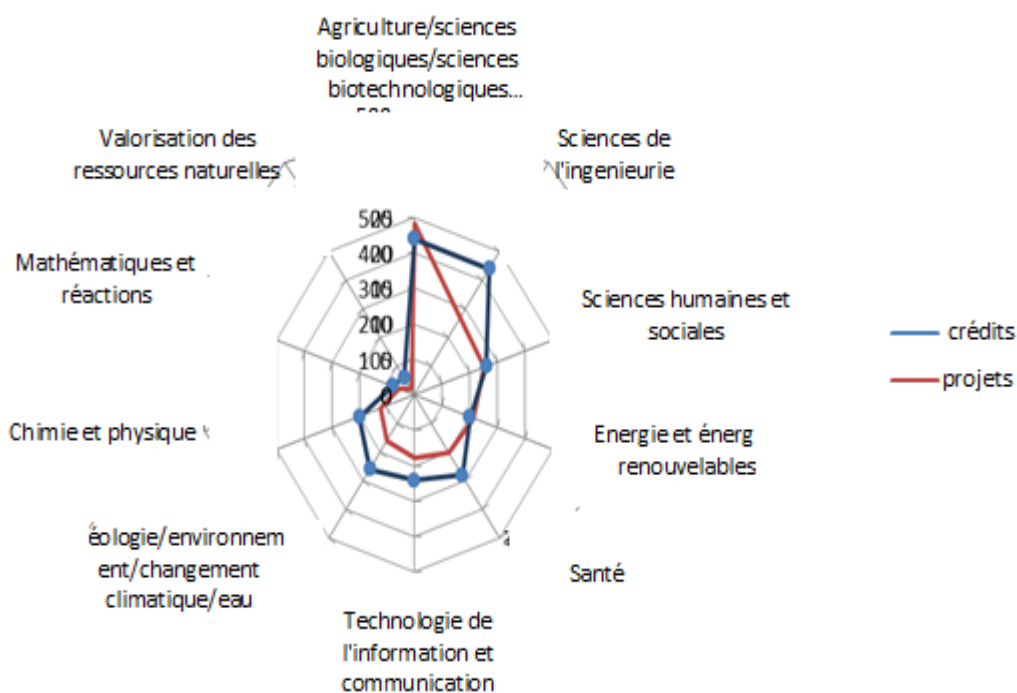 Agriculture/sciences
biologiques/sciences
biotechnologiques...
Valorisation des
ressources naturelles
Sciences de
l'ingenieurie
Mathématiques et
réactions
Sciences humaines et
sociales
crédits
projets
Chimie et physique
Energie et énerg
renouvelables
éologie/environnem
ent/changement
climatique/eau
Santé
Technologie de
l'information et
communication
0